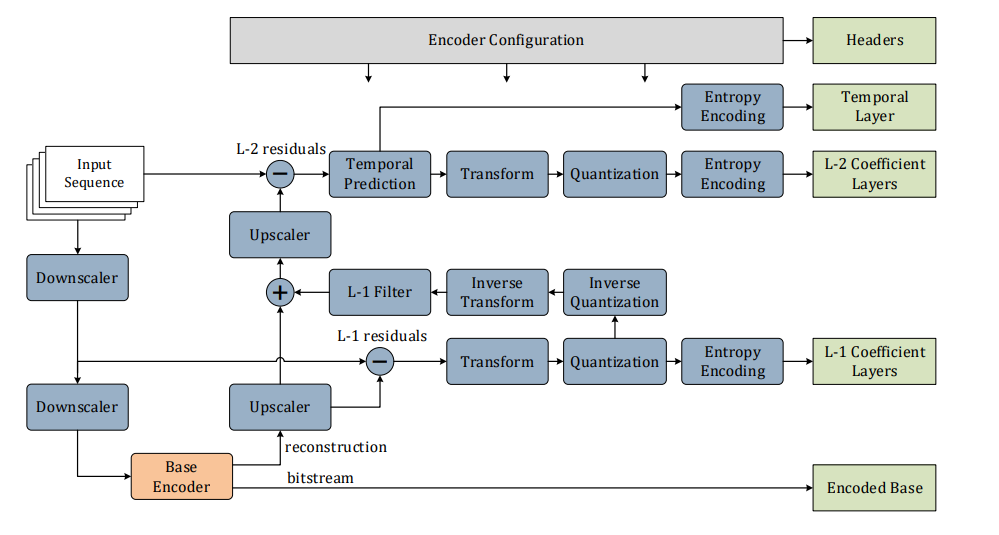 Encoder Configuration
Headers
Entropy
Encoding
Temporal
Layer
L-2 residuals
Input
Sequence
−
Temporal
Prediction
Transform
Quantization
Entropy
Encoding
L-2 Coefficient
Layers
Upscaler
Downscaler
+
L-1 Filter
Inverse
Transform
Inverse
Quantization
L-1 residuals
−
Transform
Quantization
Entropy
Encoding
L-1 Coefficient
Layers
Downscaler
Upscaler
reconstruction
Base
Encoder
bitstream
Encoded Base